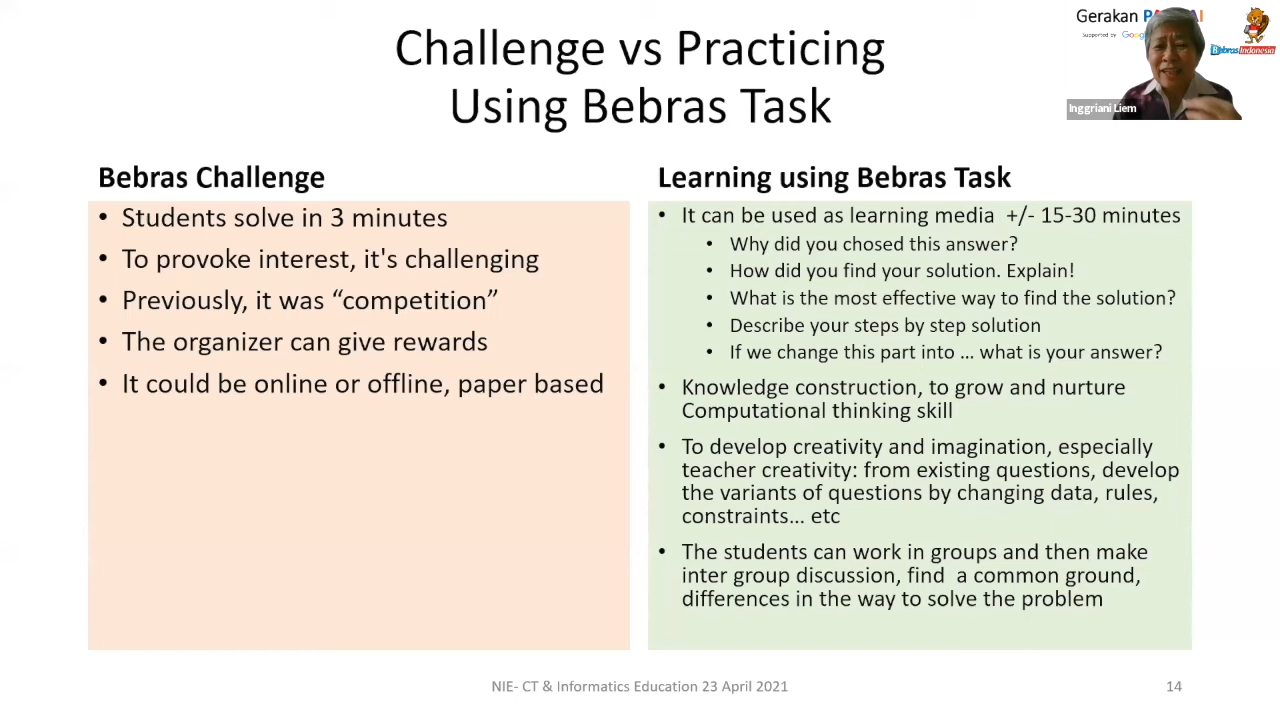 Challenge vs Practicing
Using Bebras Task
Gerakan
Supported by
Bebras Indonesia
Inggriani Liem
Bebras Challenge
• Students solve in 3 minutes
• To provoke interest, it's challenging
• Previously, it was “competition”
• The organizer can give rewards
• It could be online or offline, paper based
Learning using Bebras Task
• It can be used as learning media +/- 15-30 minutes
• Why did you chosed this answer?
• How did you find your solution. Explain!
• What is the most effective way to find the solution?
• Describe your steps by step solution
• If we change this part into … what is your answer?
• Knowledge construction, to grow and nurture
Computational thinking skill
• To develop creativity and imagination, especially
teacher creativity: from existing questions, develop
the variants of questions by changing data, rules,
constraints… etc
• The students can work in groups and then make
inter group discussion, find a common ground,
differences in the way to solve the problem
NIE- CT & Informatics Education 23 April 2021
14